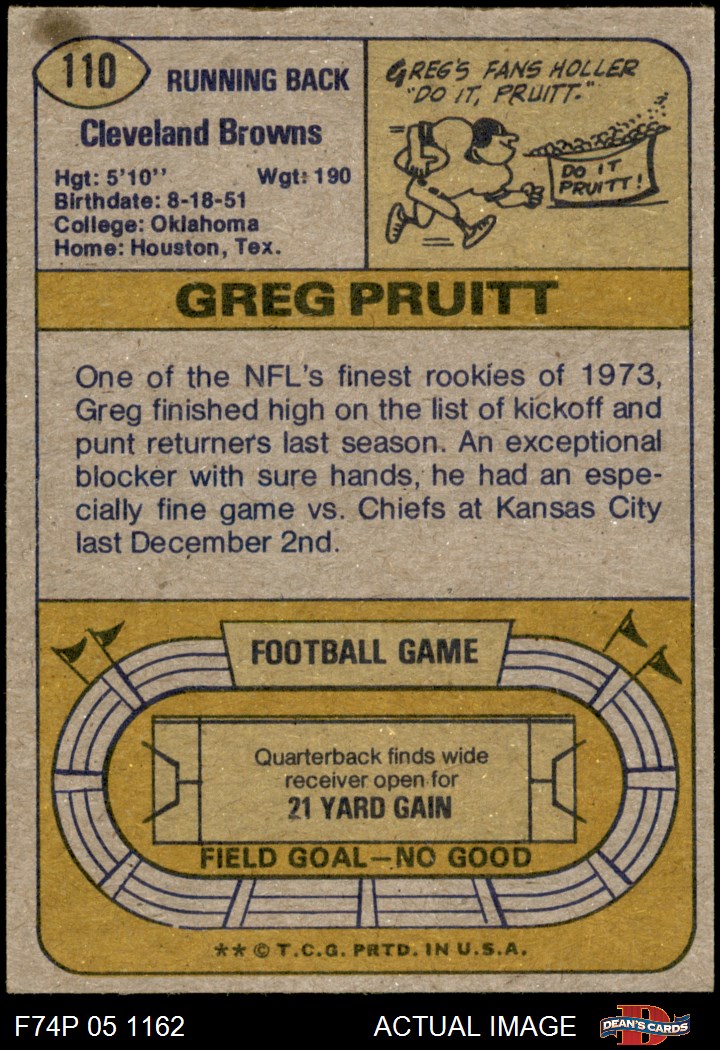 110
RUNNING BACK
Cleveland Browns
Hgt: 5'10'' Wgt: 190
Birthdate: 8-18-51
College: Oklahoma
Home: Houston, Tex.
GREG'S FANS HOLLER
"DO IT, PRUITT."
DO IT
PRUITT!
GREG PRUITT
One of the NFL's finest rookies of 1973,
Greg finished high on the list of kickoff and
punt returners last season. An exceptional
blocker with sure hands, he had an espe-
cially fine game vs. Chiefs at Kansas City
last December 2nd.
FOOTBALL GAME
Quarterback finds wide
receiver open for
21 YARD GAIN
FIELD GOAL—NO GOOD
** © T.C.G. PRTD. IN U.S.A.
F74P 05 1162 ACTUAL IMAGE
D
DEAN'S CARDS